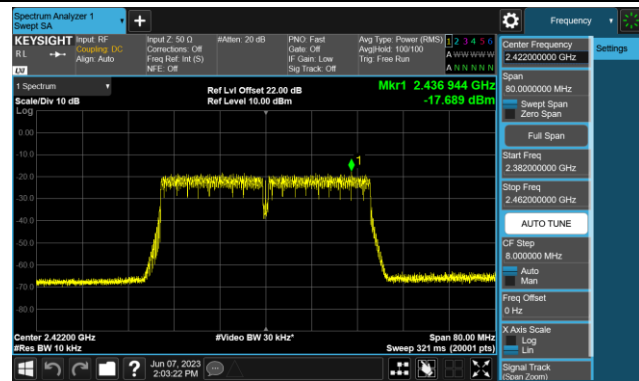 Spectrum Analyzer 1
Swept SA
Frequency
KEYSIGHT
RL
Input: RF
Coupling: DC
Align: Auto
Input Z: 50 Ω
Corrections: Off
Freq Ref: Int (S)
NFE: Off
#Atten: 20 dB
PNO: Fast
Gate: Off
IF Gain: Low
Sig Track: Off
Avg Type: Power (RMS)
Avg|Hold: 100/100
Trig: Free Run
1 2 3 4 5 6
A W W W W W
A N N N N N
LXI
1 Spectrum
Scale/Div 10 dB
Log
Ref Lvl Offset 22.00 dB
Ref Level 10.00 dBm
Mkr1 2.436 944 GHz
-17.689 dBm
0.00
-10.0
-20.0
-30.0
-40.0
-50.0
-60.0
-70.0
-80.0
1
Center 2.42200 GHz
#Res BW 10 kHz
#Video BW 30 kHz*
Span 80.00 MHz
Sweep 321 ms (20001 pts)
Jun 07, 2023
2:03:22 PM
Center Frequency
2.422000000 GHz
Settings
Span
80.0000000 MHz
Swept Span
Zero Span
Full Span
Start Freq
2.382000000 GHz
Stop Freq
2.462000000 GHz
AUTO TUNE
CF Step
8.000000 MHz
Auto
Man
Freq Offset
0 Hz
X Axis Scale
Log
Lin
Signal Track
(Span Zoom)